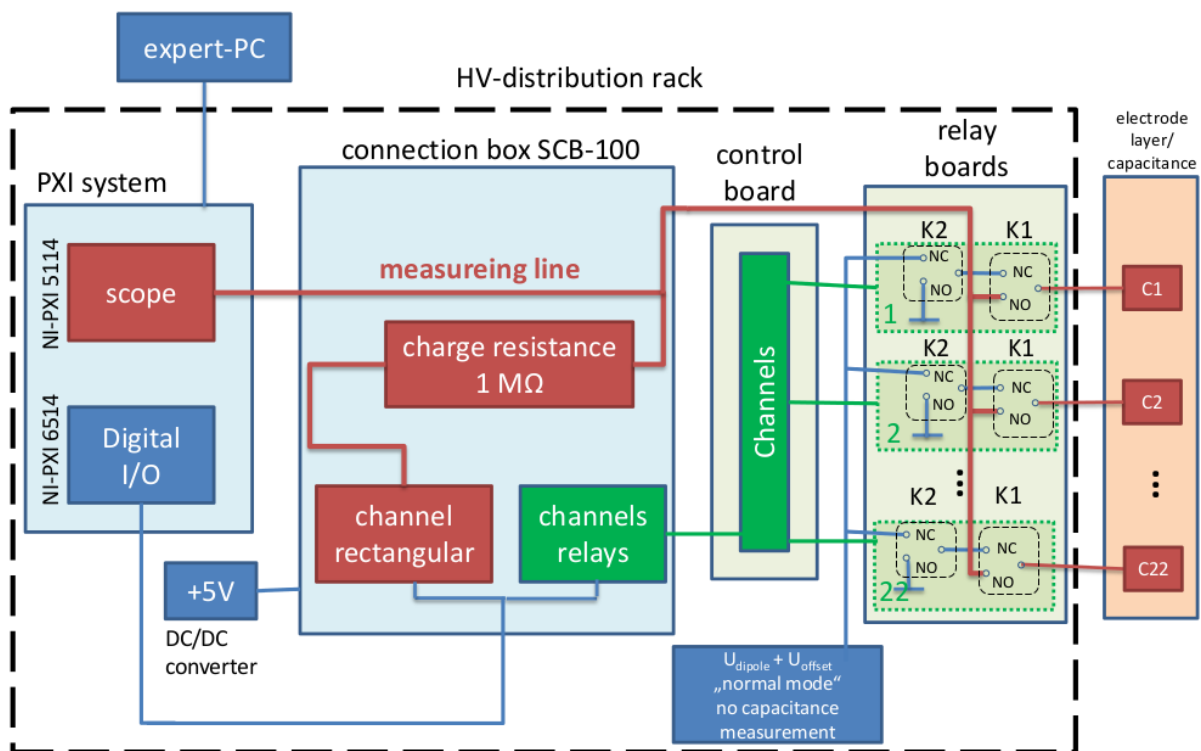 expert-PC
HV-distribution rack
PXI system
NI-PXI 5114
scope
NI-PXI 6514
Digital
I/O
+5V
DC/DC
converter
connection box SCB-100
measureing line
charge resistance
1 MΩ
channel
rectangular
channels
relays
control
board
Channels
relay
boards
K2
K1
NC
NO
NC
NO
1
K2
K1
NC
NO
NC
NO
2
...
K2
K1
NC
NO
NC
NO
22
U_dipole + U_offset
„normal mode“
no capacitance
measurement
electrode
layer/
capacitance
C1
C2
...
C22